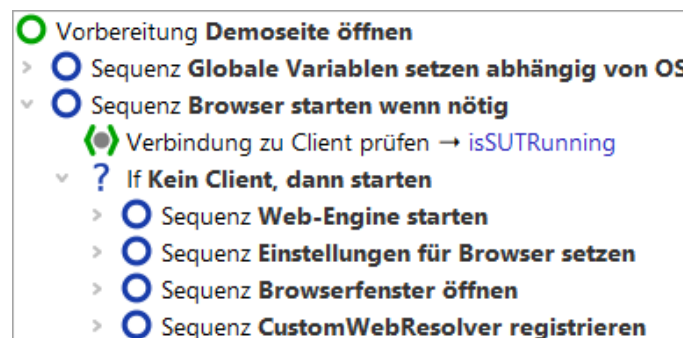 Vorbereitung Demoseite öffnen
Sequenz Globale Variablen setzen abhängig von OS
Sequenz Browser starten wenn nötig
Verbindung zu Client prüfen → isSUTRunning
? If Kein Client, dann starten
Sequenz Web-Engine starten
Sequenz Einstellungen für Browser setzen
Sequenz Browserfenster öffnen
Sequenz CustomWebResolver registrieren